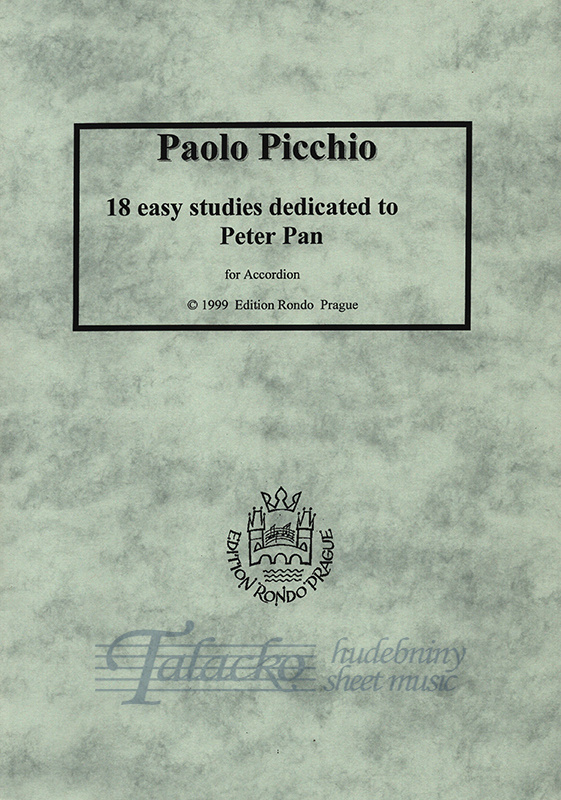 Paolo Picchio
18 easy studies dedicated to
Peter Pan
for Accordion
© 1999 Edition Rondo Prague
EDITION RONDO PRAGUE
Talacko
hudebniny
sheet music